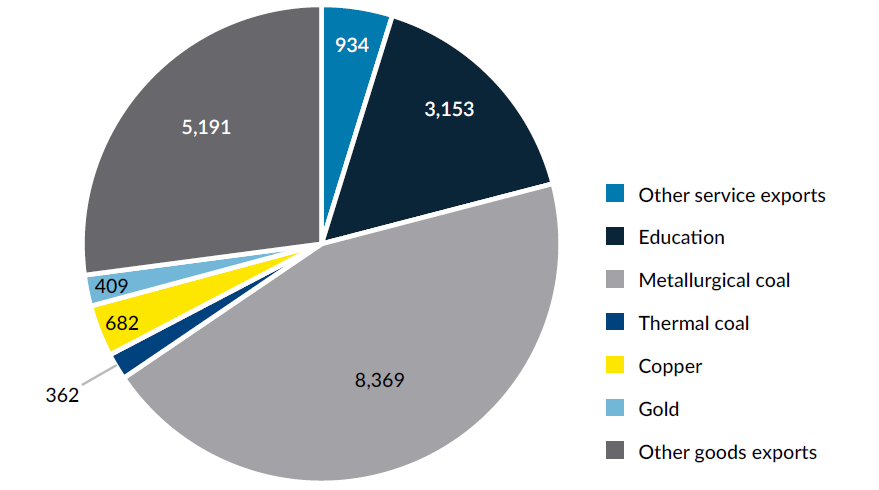 934
3,153
5,191
409
682
362
8,369
Other service exports
Education
Metallurgical coal
Thermal coal
Copper
Gold
Other goods exports